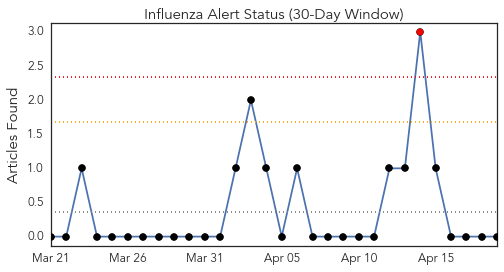 Influenza Alert Status (30-Day Window)
Articles Found
3.0
2.5
2.0
1.5
1.0
0.5
0.0
Mar 21 Mar 26 Mar 31 Apr 05 Apr 10 Apr 15